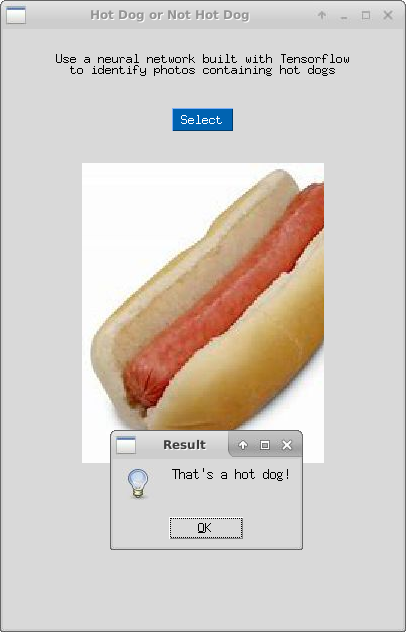 Hot Dog or Not Hot Dog
Use a neural network built with Tensorflow
to identify photos containing hot dogs
Select
Result
That's a hot dog!
OK